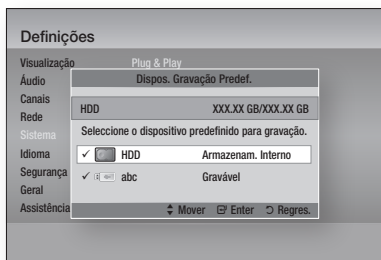 Definições
Visualização Plug & Play
Áudio
Canais
Rede
Sistema
Idioma
Segurança
Geral
Assistência
Dispos. Gravação Predef.
HDD XXX.XX GB/XXX.XX GB
Seleccione o dispositivo predefinido para gravação.
✓ HDD Armazenam. Interno
✓ abc Gravável
Mover Enter Regres.